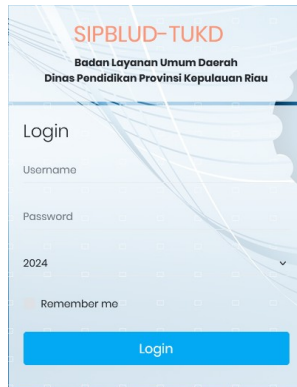 SIPBLUD-TUKD
Badan Layanan Umum Daerah
Dinas Pendidikan Provinsi Kepulauan Riau
Login
Username
Password
2024
Remember me
Login